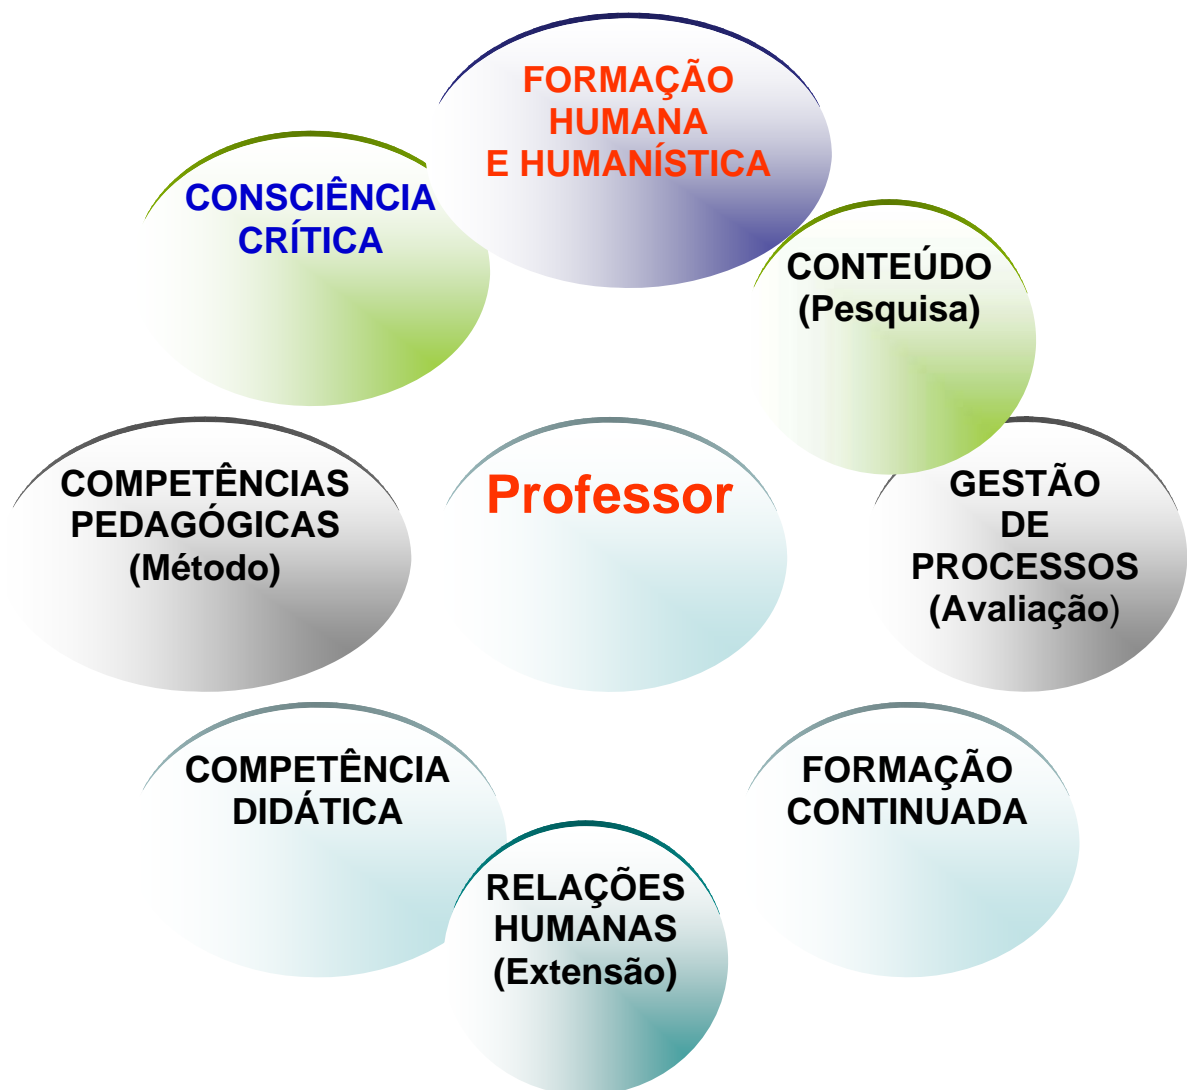 FORMAÇÃO
HUMANA
E HUMANÍSTICA
CONSCIÊNCIA
CRÍTICA
CONTEÚDO
(Pesquisa)
COMPETÊNCIAS
PEDAGÓGICAS
(Método)
Professor
GESTÃO
DE
PROCESSOS
(Avaliação)
COMPETÊNCIA
DIDÁTICA
FORMAÇÃO
CONTINUADA
RELAÇÕES
HUMANAS
(Extensão)